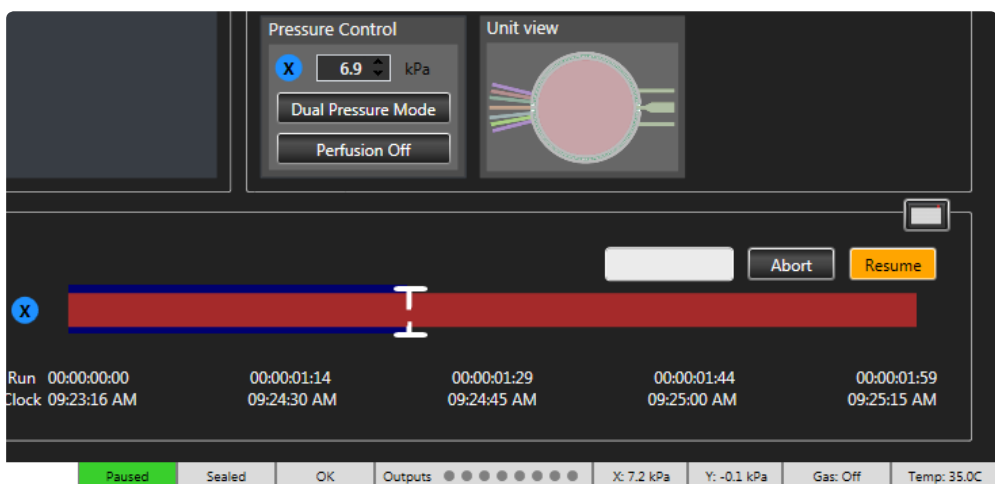 Pressure Control
Unit view
X 6.9 kPa
Dual Pressure Mode
Perfusion Off
Abort Resume
X
Run 00:00:00:00 00:00:01:14 00:00:01:29 00:00:01:44 00:00:01:59
Clock 09:23:16 AM 09:24:30 AM 09:24:45 AM 09:25:00 AM 09:25:15 AM
Paused Sealed OK Outputs X: 7.2 kPa Y: -0.1 kPa Gas: Off Temp: 35.0C